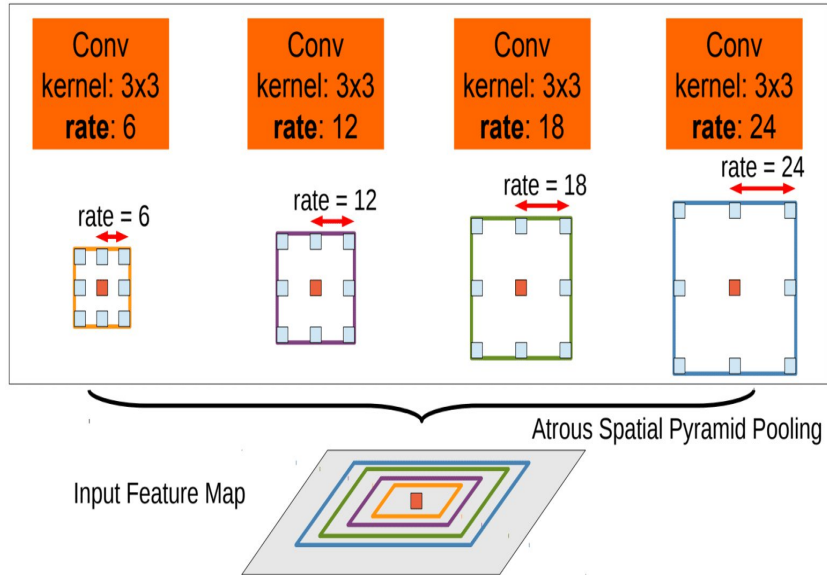 Conv
kernel: 3x3
rate: 6
Conv
kernel: 3x3
rate: 12
Conv
kernel: 3x3
rate: 18
Conv
kernel: 3x3
rate: 24
rate = 6
rate = 12
rate = 18
rate = 24
Atrous Spatial Pyramid Pooling
Input Feature Map